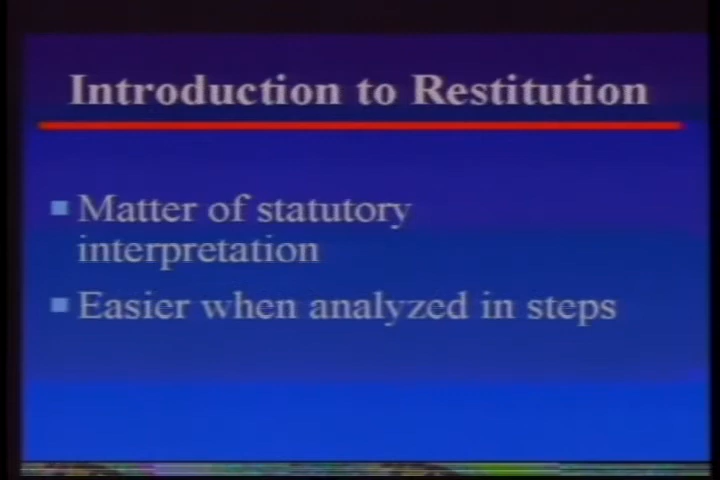 Introduction to Restitution
Matter of statutory
interpretation
Easier when analyzed in steps